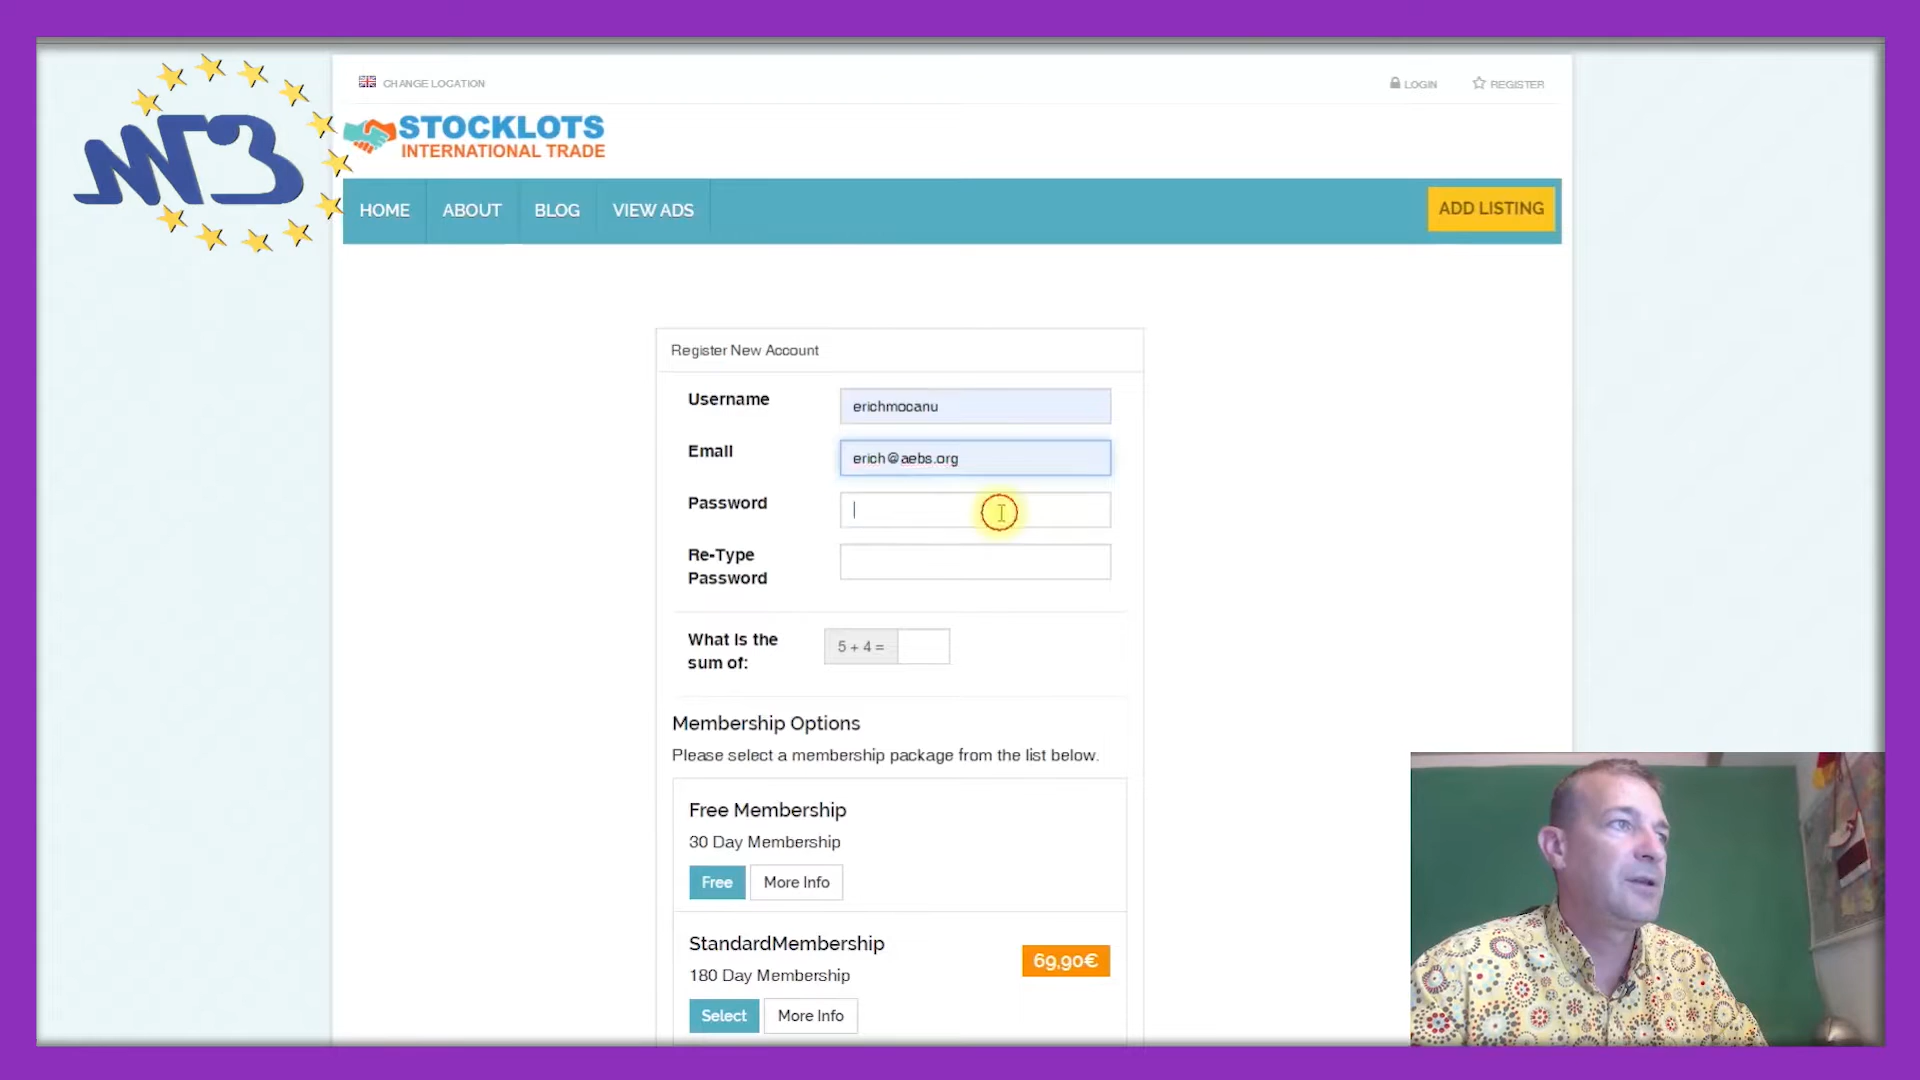 CHANGE LOCATION
LOGIN
REGISTER
STOCKLOTS
INTERNATIONAL TRADE
HOME
ABOUT
BLOG
VIEW ADS
ADD LISTING
Register New Account
Username
erichmocanu
Email
erich@aebs.org
Password
Re-Type
Password
What Is the
sum of:
5 + 4 =
Membership Options
Please select a membership package from the list below.
Free Membership
30 Day Membership
Free
More Info
StandardMembership
69,90€
180 Day Membership
Select
More Info